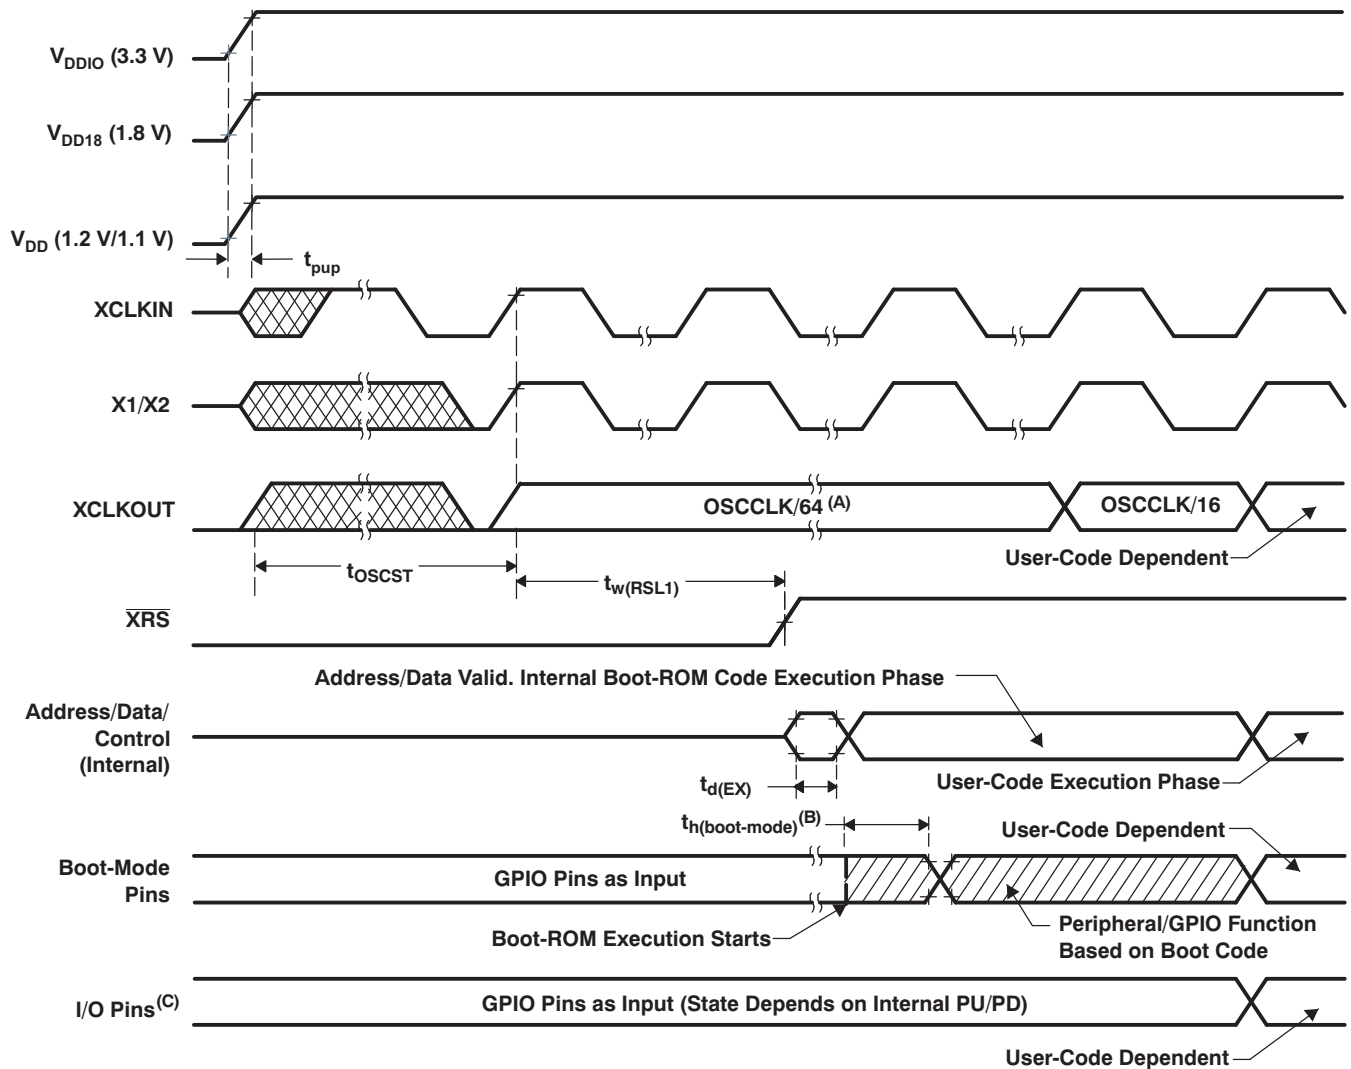 V_DDIO (3.3 V)
V_DD18 (1.8 V)
V_DD (1.2 V/1.1 V)
t_pup
XCLKIN
X1/X2
XCLKOUT
OSCCLK/64 (A)
OSCCLK/16
User-Code Dependent
t_OSCST
t_w(RSL1)
XRS
Address/Data Valid. Internal Boot-ROM Code Execution Phase
Address/Data/
Control
(Internal)
t_d(EX)
User-Code Execution Phase
t_h(boot-mode)(B)
User-Code Dependent
Boot-Mode
Pins
GPIO Pins as Input
Boot-ROM Execution Starts
Peripheral/GPIO Function
Based on Boot Code
I/O Pins(C)
GPIO Pins as Input (State Depends on Internal PU/PD)
User-Code Dependent